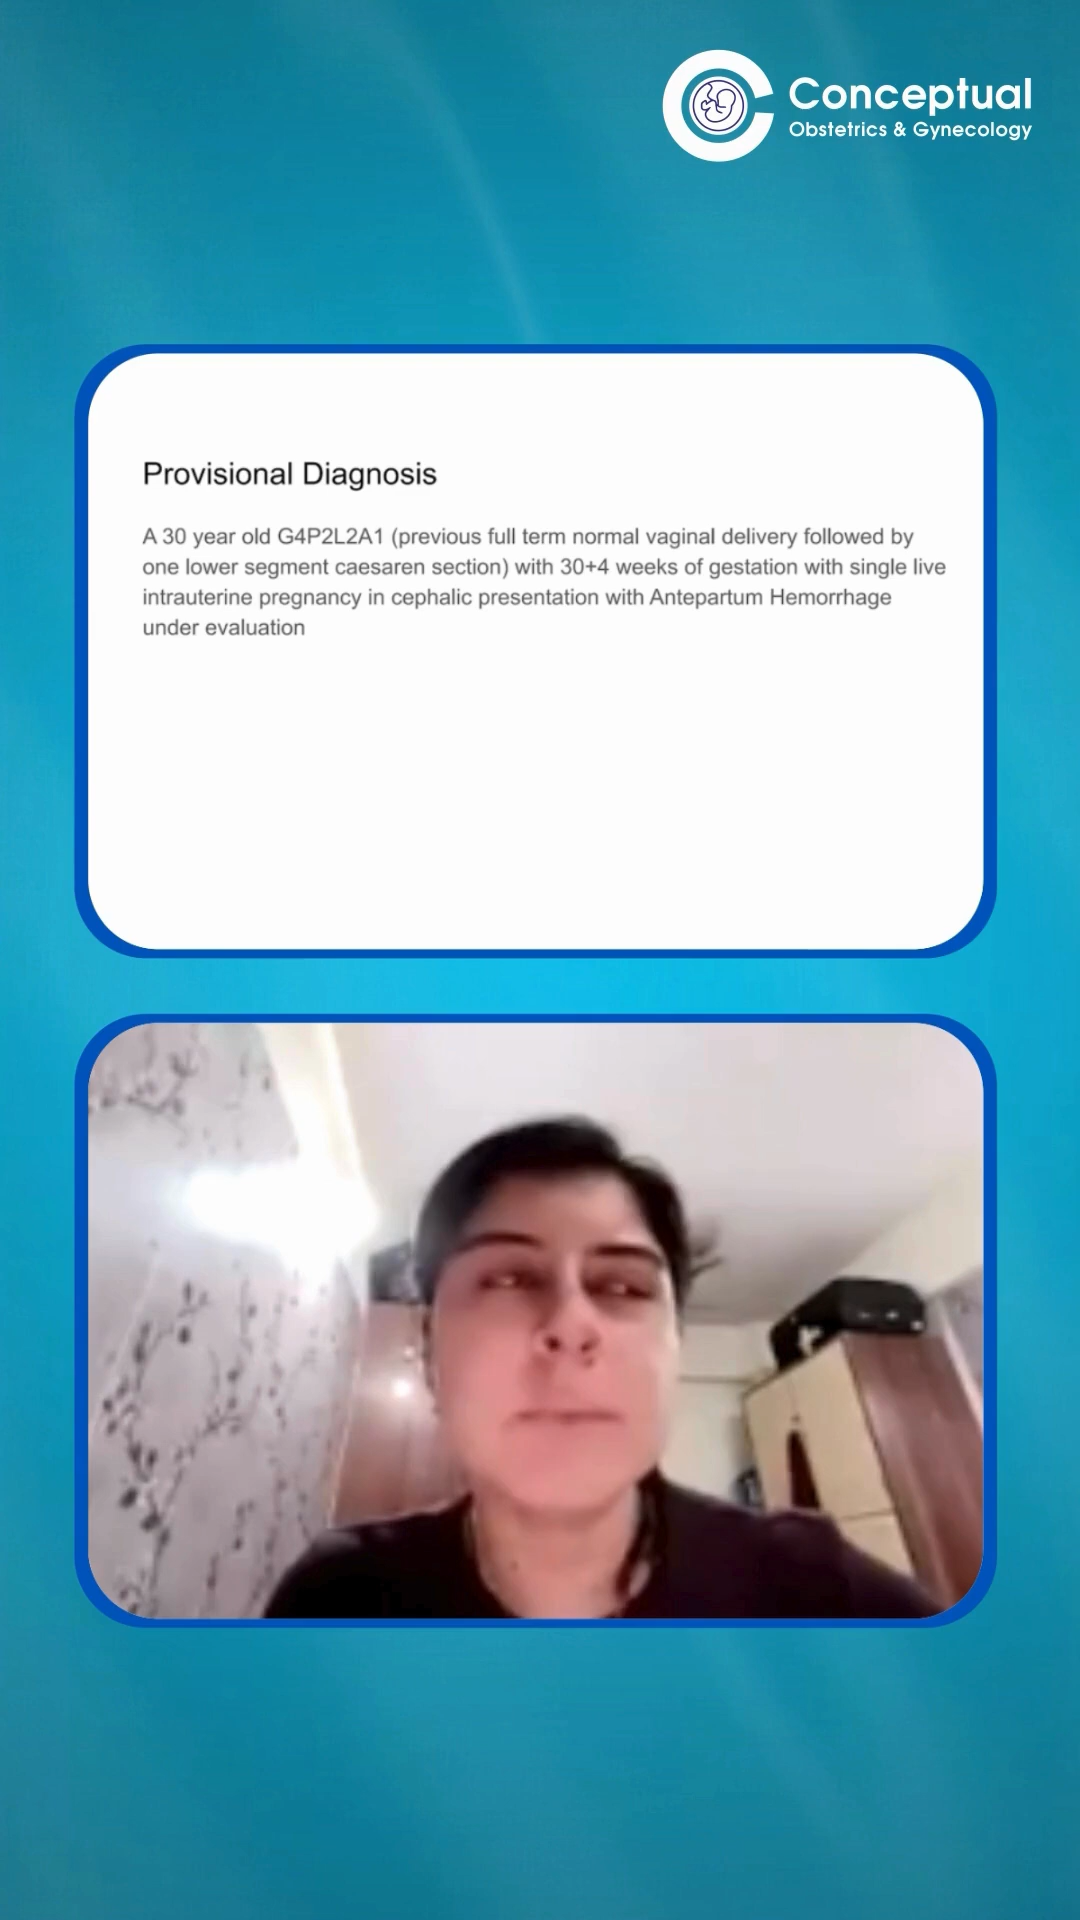 Conceptual
Obstetrics & Gynecology
Provisional Diagnosis
A 30 year old G4P2L2A1 (previous full term normal vaginal delivery followed by
one lower segment caesaren section) with 30+4 weeks of gestation with single live
intrauterine pregnancy in cephalic presentation with Antepartum Hemorrhage
under evaluation